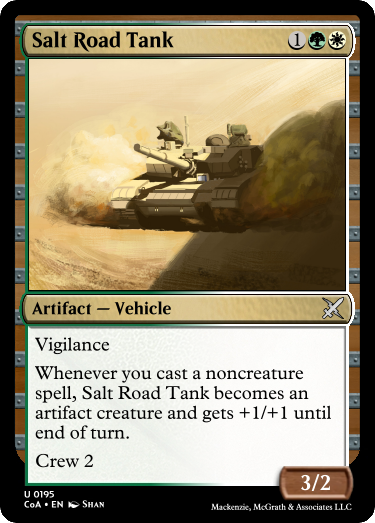 Salt Road Tank 1
Artifact — Vehicle
Vigilance
Whenever you cast a noncreature
spell, Salt Road Tank becomes an
artifact creature and gets +1/+1 until
end of turn.
Crew 2
3/2
U 0195
CoA • EN Shan
Mackenzie, McGrath & Associates LLC